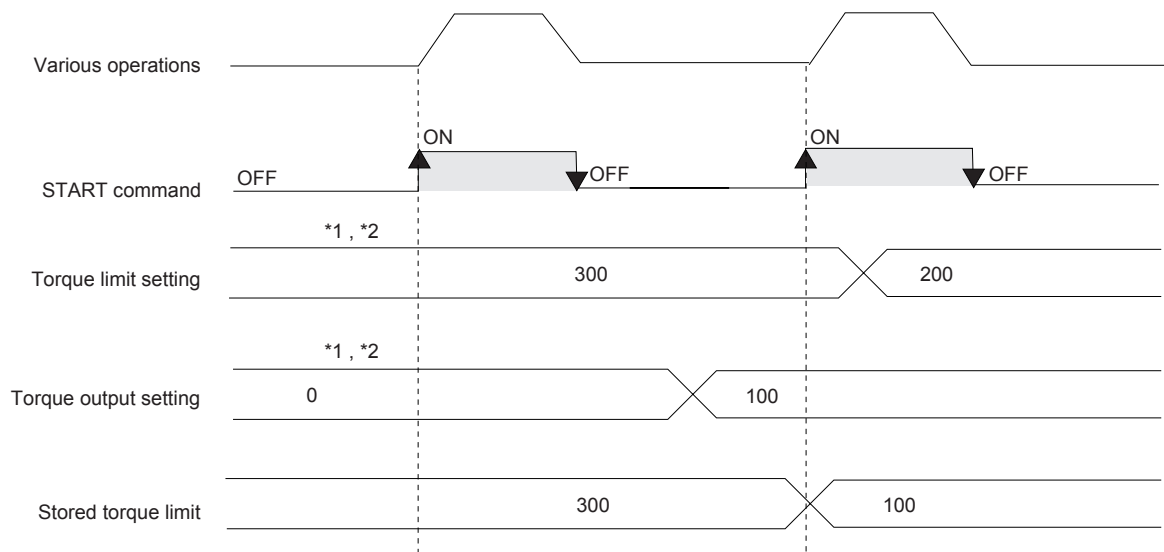 Various operations
ON
ON
START command
OFF
OFF
OFF
*1 , *2
Torque limit setting
300
200
*1 , *2
Torque output setting
0
100
Stored torque limit
300
100